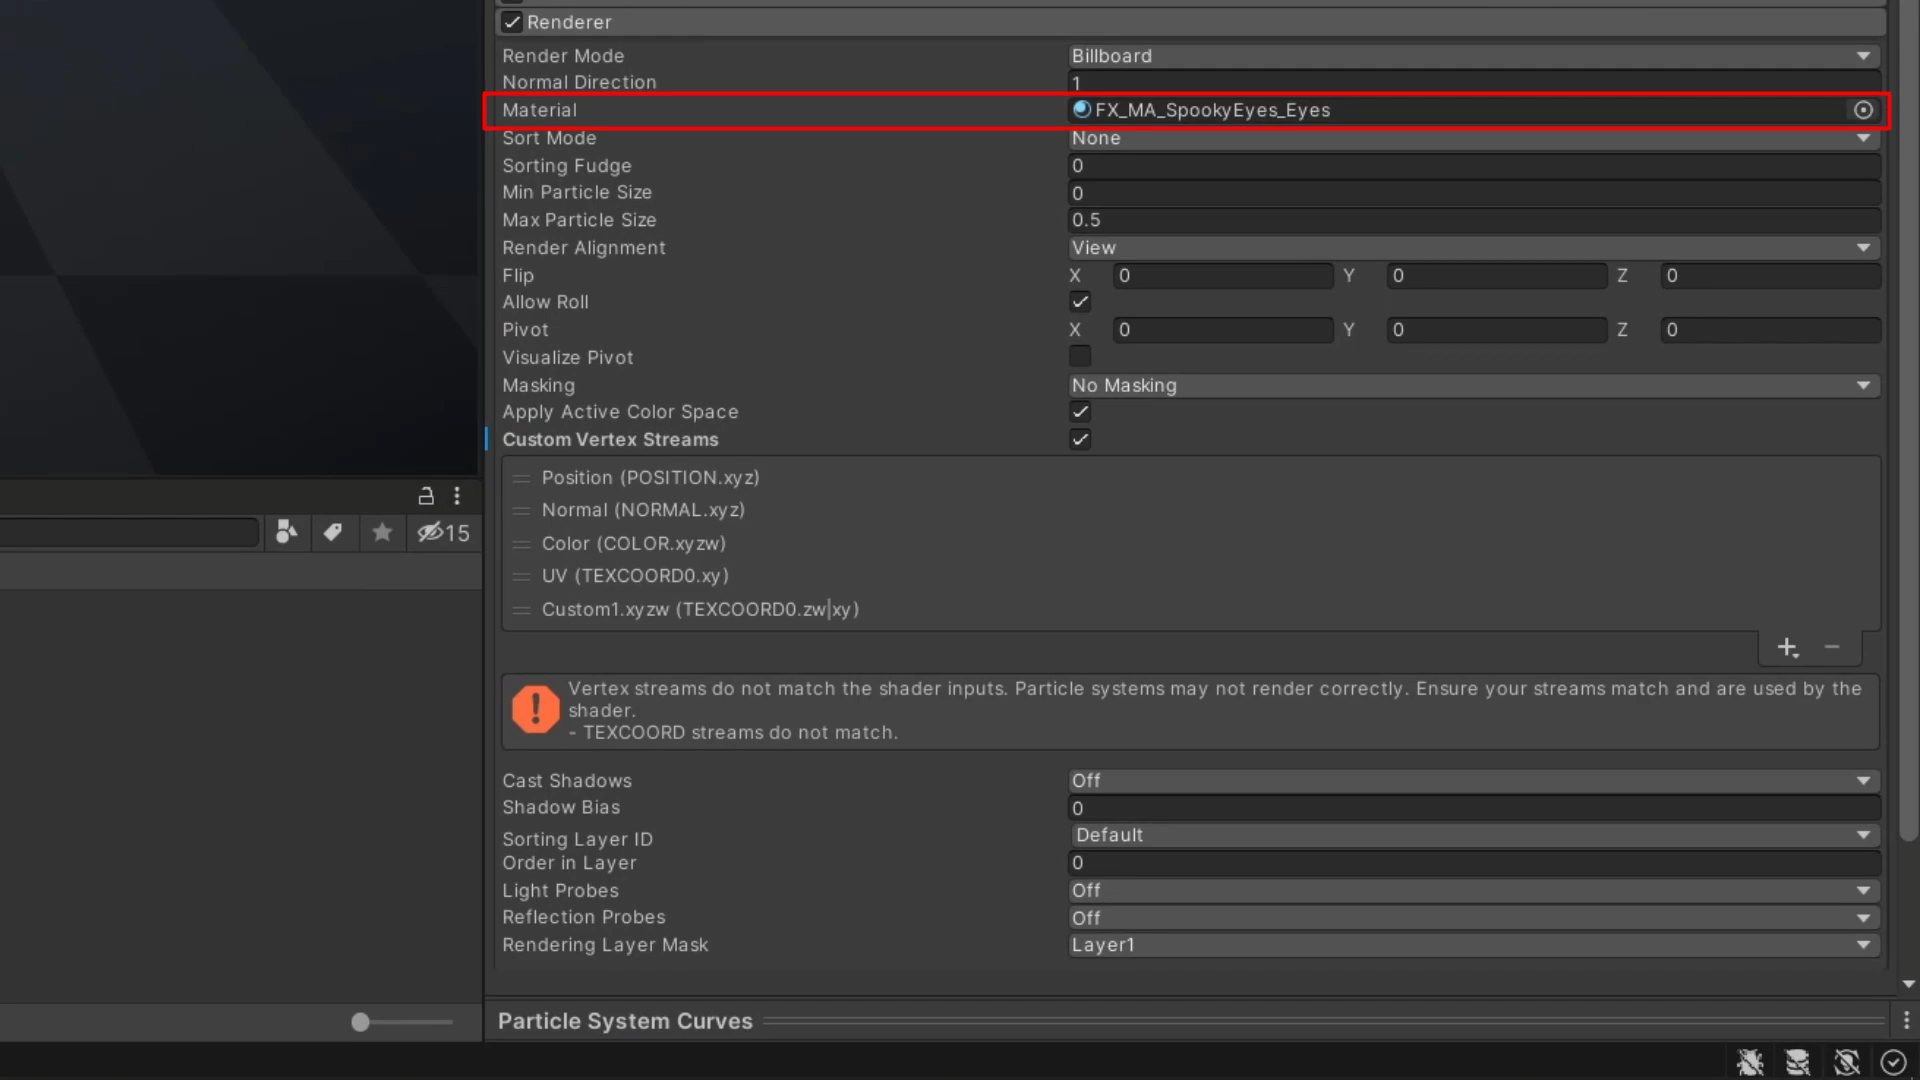 Renderer
Render Mode Billboard
Normal Direction 1
Material FX_MA_SpookyEyes_Eyes
Sort Mode None
Sorting Fudge 0
Min Particle Size 0
Max Particle Size 0.5
Render Alignment View
Flip X 0 Y 0 Z 0
Allow Roll
Pivot X 0 Y 0 Z 0
Visualize Pivot
Masking No Masking
Apply Active Color Space
Custom Vertex Streams
Position (POSITION.xyz)
Normal (NORMAL.xyz)
Color (COLOR.xyzw)
UV (TEXCOORD0.xy)
Custom1.xyzw (TEXCOORD0.zw|xy)
15
Vertex streams do not match the shader inputs. Particle systems may not render correctly. Ensure your streams match and are used by the
shader.
- TEXCOORD streams do not match.
Cast Shadows Off
Shadow Bias 0
Sorting Layer ID Default
Order in Layer 0
Light Probes Off
Reflection Probes Off
Rendering Layer Mask Layer1
Particle System Curves